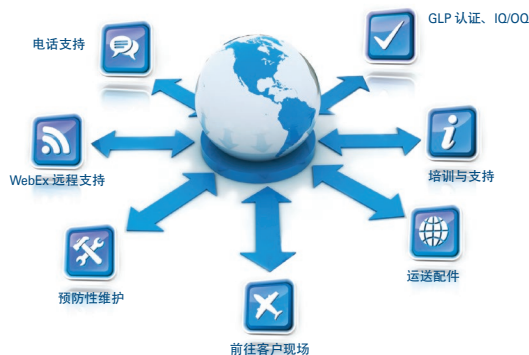 GLP 认证、IQ/OQ
电话支持
WebEx 远程支持
培训与支持
运送配件
预防性维护
前往客户现场